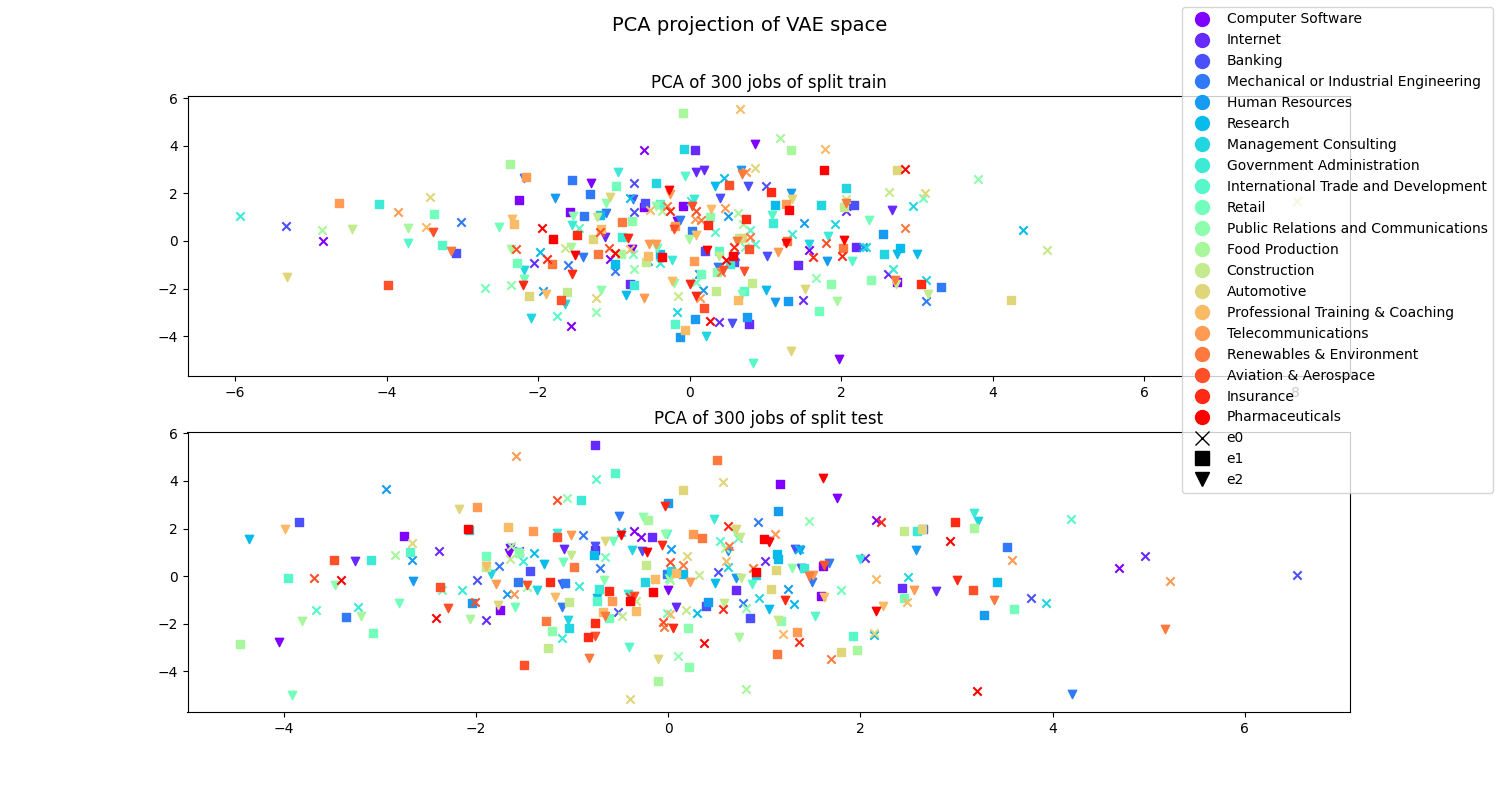 PCA projection of VAE space
PCA of 300 jobs of split train
6
4
2
0
−2
−4
−6
−4
−2
0
2
4
6
8
PCA of 300 jobs of split test
6
4
2
0
−2
−4
−4
−2
0
2
4
6
Computer Software
Internet
Banking
Mechanical or Industrial Engineering
Human Resources
Research
Management Consulting
Government Administration
International Trade and Development
Retail
Public Relations and Communications
Food Production
Construction
Automotive
Professional Training & Coaching
Telecommunications
Renewables & Environment
Aviation & Aerospace
Insurance
Pharmaceuticals
e0
e1
e2